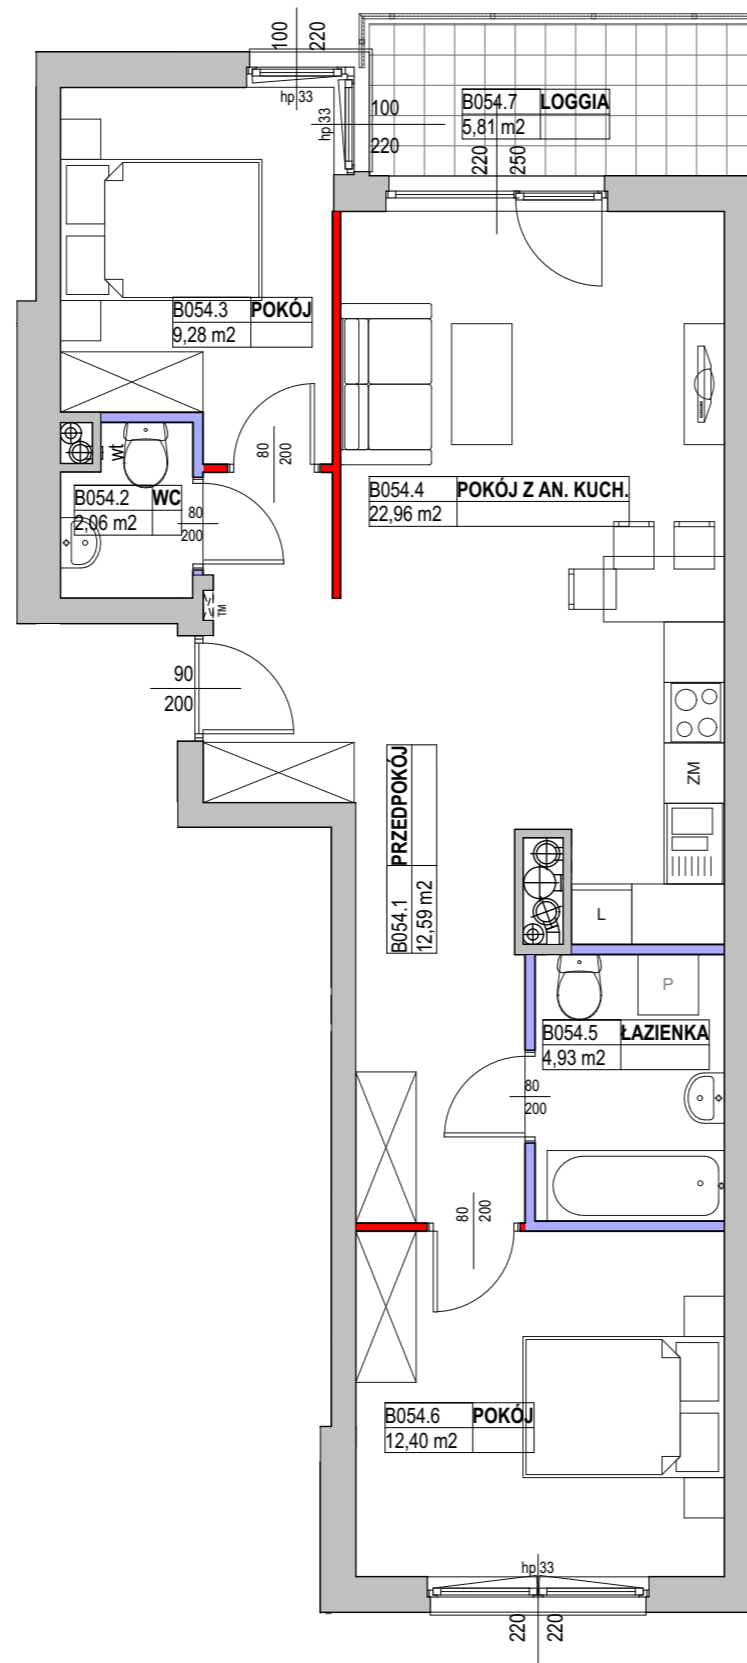 100
220
hp 33
hp 33
100
220
B054.7 LOGGIA
5,81 m2
220
250
B054.3 POKÓJ
9,28 m2
80
200
Wt
B054.2 WC
2,06 m2
80
200
B054.4 POKÓJ Z AN. KUCH.
22,96 m2
TM
90
200
ZM
B054.1 PRZEDPOKÓJ
12,59 m2
L
P
B054.5 ŁAZIENKA
4,93 m2
80
200
80
200
B054.6 POKÓJ
12,40 m2
hp 33
220
220